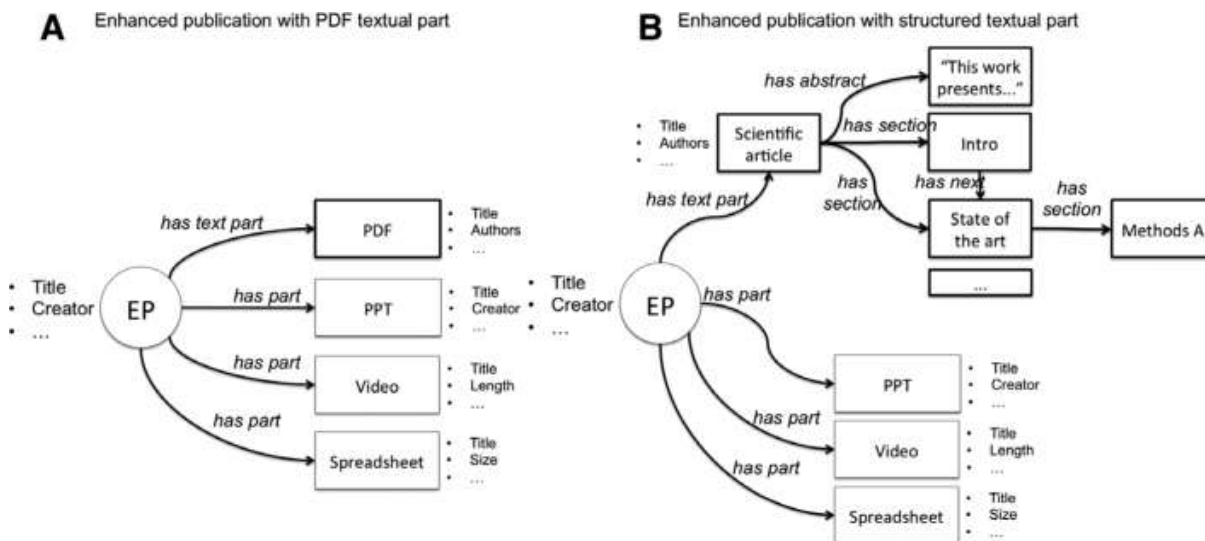 A Enhanced publication with PDF textual part
• Title
• Creator
• ...
EP
has text part
PDF
• Title
• Authors
• ...
has part
PPT
• Title
• Creator
• ...
has part
Video
• Title
• Length
• ...
has part
Spreadsheet
• Title
• Size
• ...
B Enhanced publication with structured textual part
• Title
• Creator
• ...
EP
has text part
• Title
• Authors
• ...
Scientific
article
has abstract
“This work
presents...”
has section
Intro
has next
has
section
State of
the art
has
section
Methods A
...
has part
PPT
• Title
• Creator
• ...
has part
Video
• Title
• Length
• ...
has part
Spreadsheet
• Title
• Size
• ...